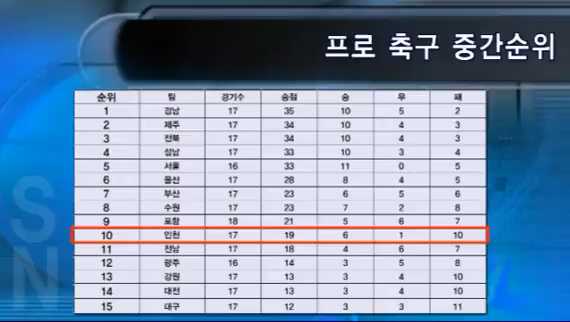 프로 축구 중간순위
순위 팀 경기수 승점 승 무 패
1 경남 17 35 10 5 2
2 제주 17 34 10 4 3
3 전북 17 34 10 4 3
4 성남 17 33 10 3 4
5 서울 16 33 11 0 5
6 울산 17 28 8 4 5
7 부산 17 23 6 5 6
8 수원 17 23 7 2 8
9 포항 18 21 5 6 7
10 인천 17 19 6 1 10
11 전남 17 18 4 6 7
12 광주 16 14 3 5 8
13 강원 17 13 3 4 10
14 대전 17 13 3 4 10
15 대구 17 12 3 3 11
S
N